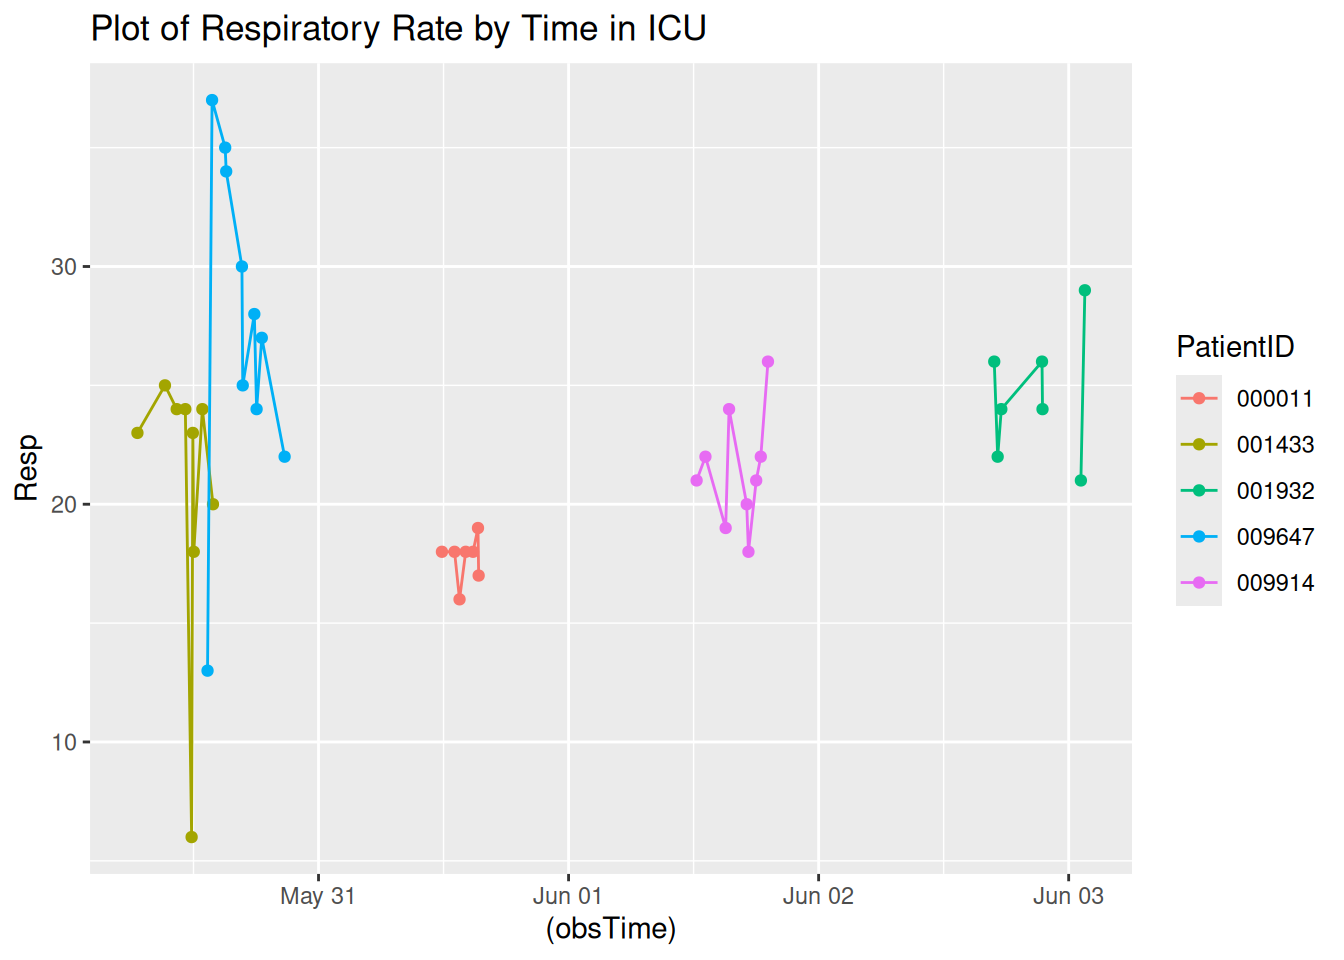 Plot of Respiratory Rate by Time in ICU
Resp
30
20
10
May 31
Jun 01
Jun 02
Jun 03
(obsTime)
PatientID
000011
001433
001932
009647
009914